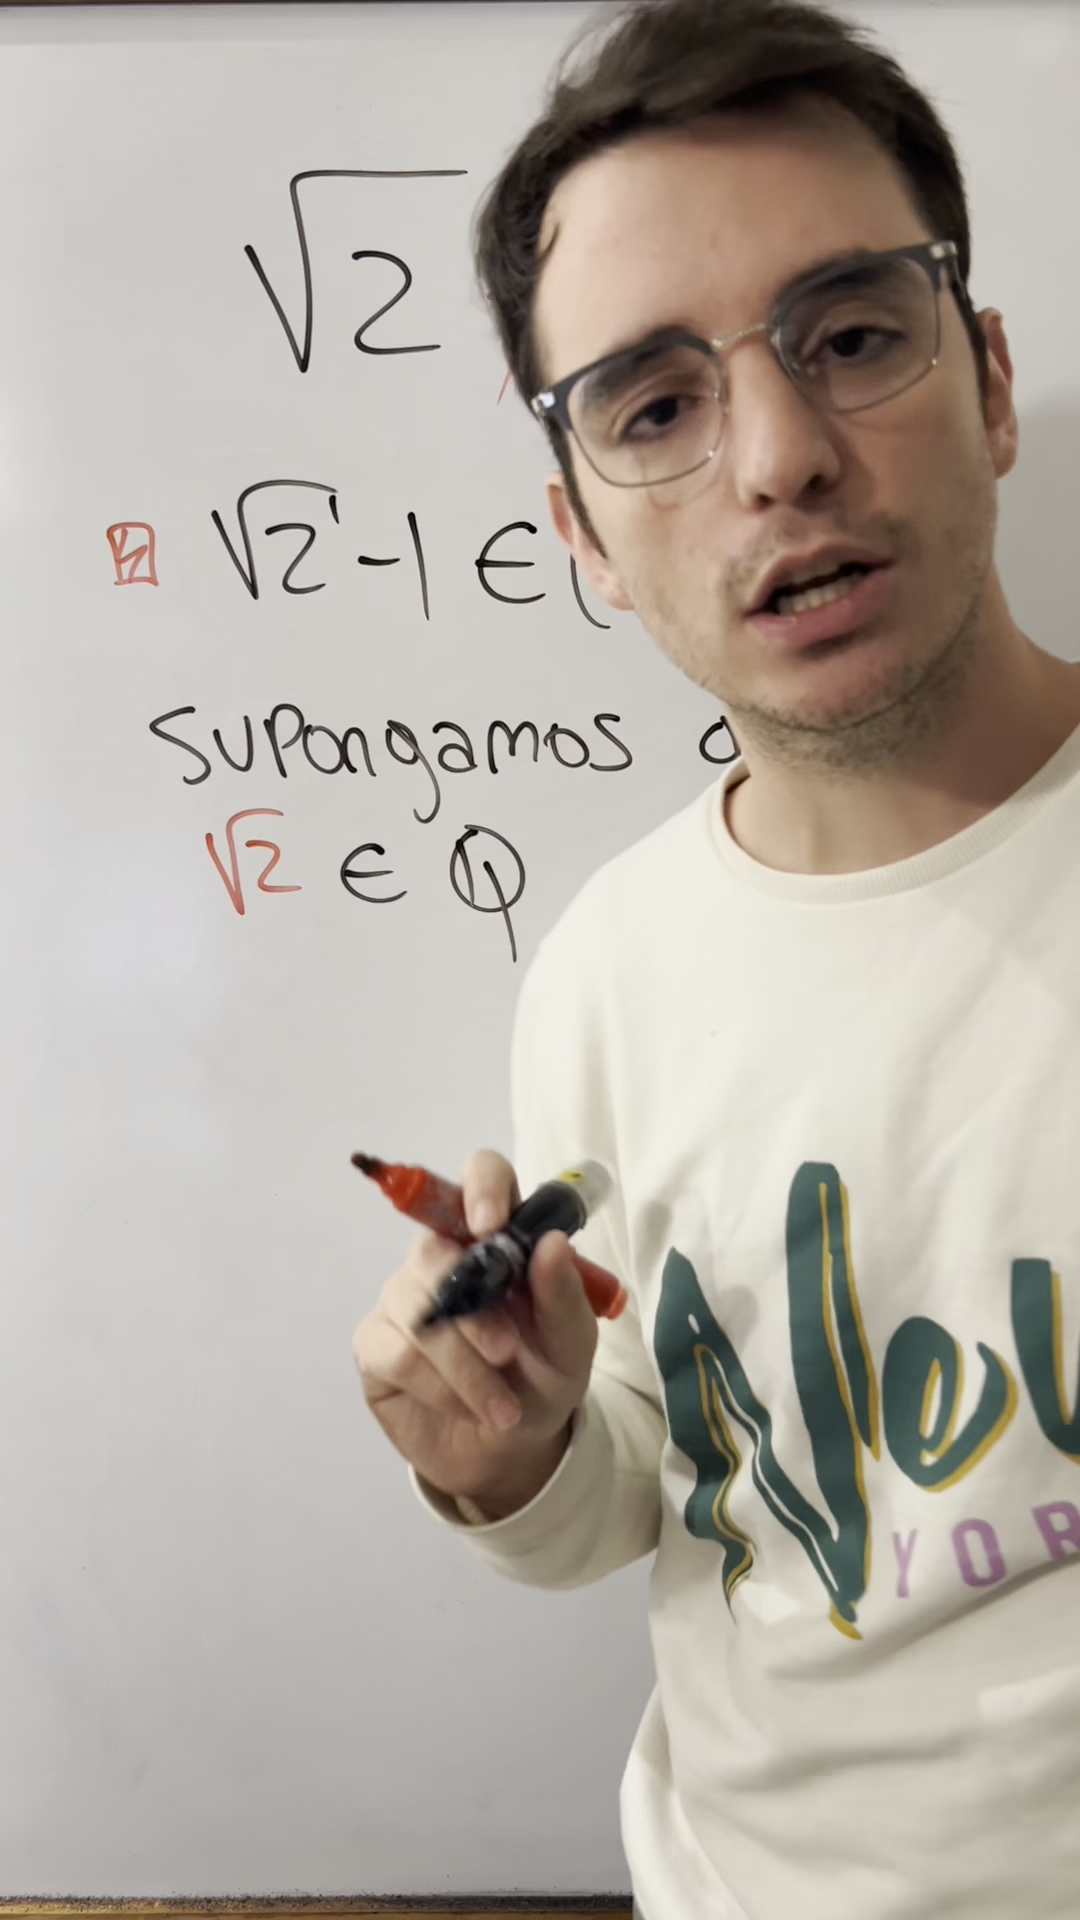 √2
√2 - 1 ∈ (
Supongamos
√2 ∈ ℚ
New
YOR